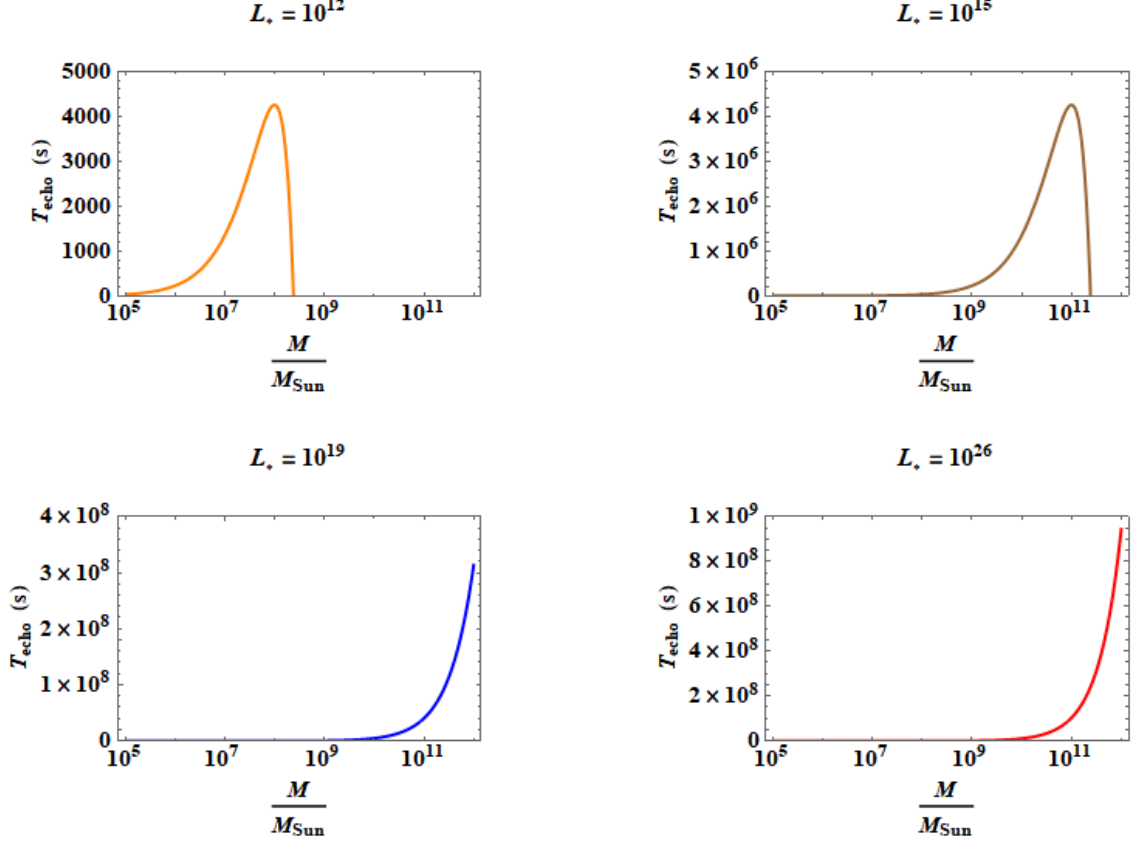 L* = 10^12
5000
4000
3000
2000
1000
0
T_echo (s)
10^5 10^7 10^9 10^11
M
M_Sun
L* = 10^15
5 × 10^6
4 × 10^6
3 × 10^6
2 × 10^6
1 × 10^6
0
T_echo (s)
10^5 10^7 10^9 10^11
M
M_Sun
L* = 10^19
4 × 10^8
3 × 10^8
2 × 10^8
1 × 10^8
0
T_echo (s)
10^5 10^7 10^9 10^11
M
M_Sun
L* = 10^26
1 × 10^9
8 × 10^8
6 × 10^8
4 × 10^8
2 × 10^8
0
T_echo (s)
10^5 10^7 10^9 10^11
M
M_Sun